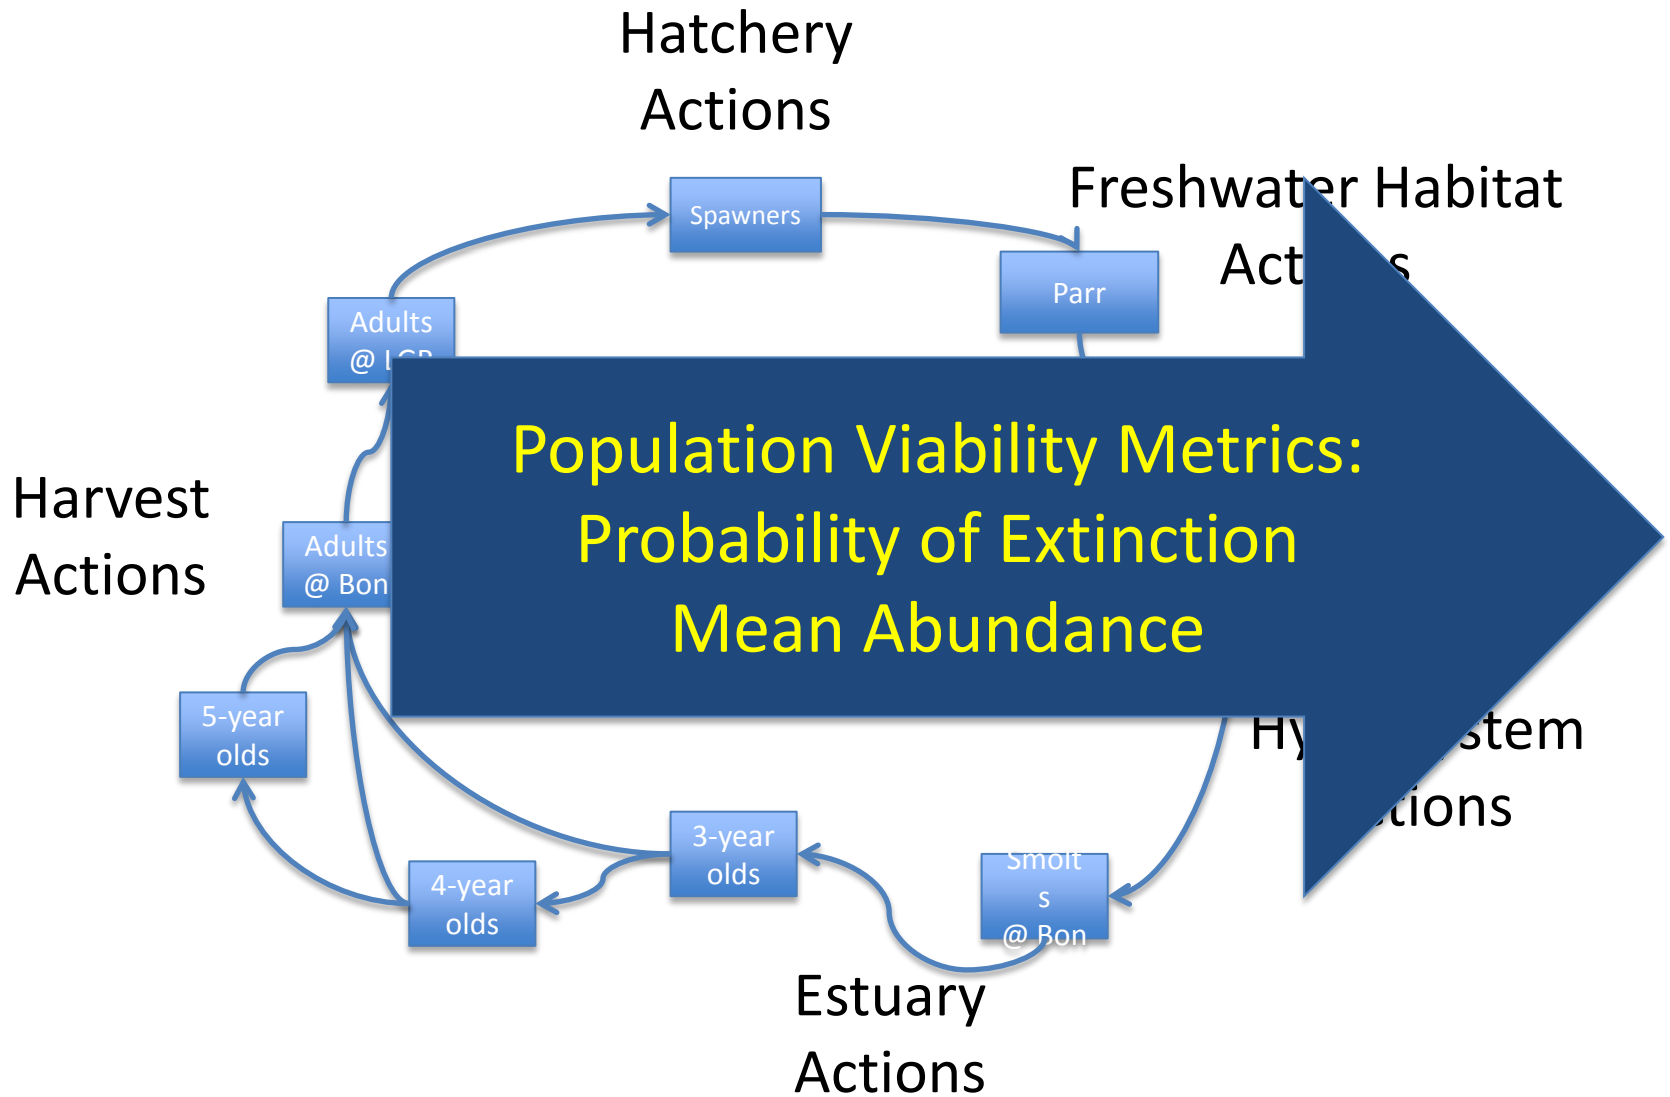 Hatchery
Actions
Freshwater Habitat
Spawners
Parr
Adults
@
Population Viability Metrics:
Probability of Extinction
Mean Abundance
Harvest
Actions
Adults
@ Bon
5-year
olds
3-year
olds
4-year
olds
Smolt
s
@ Bon
Estuary
Actions